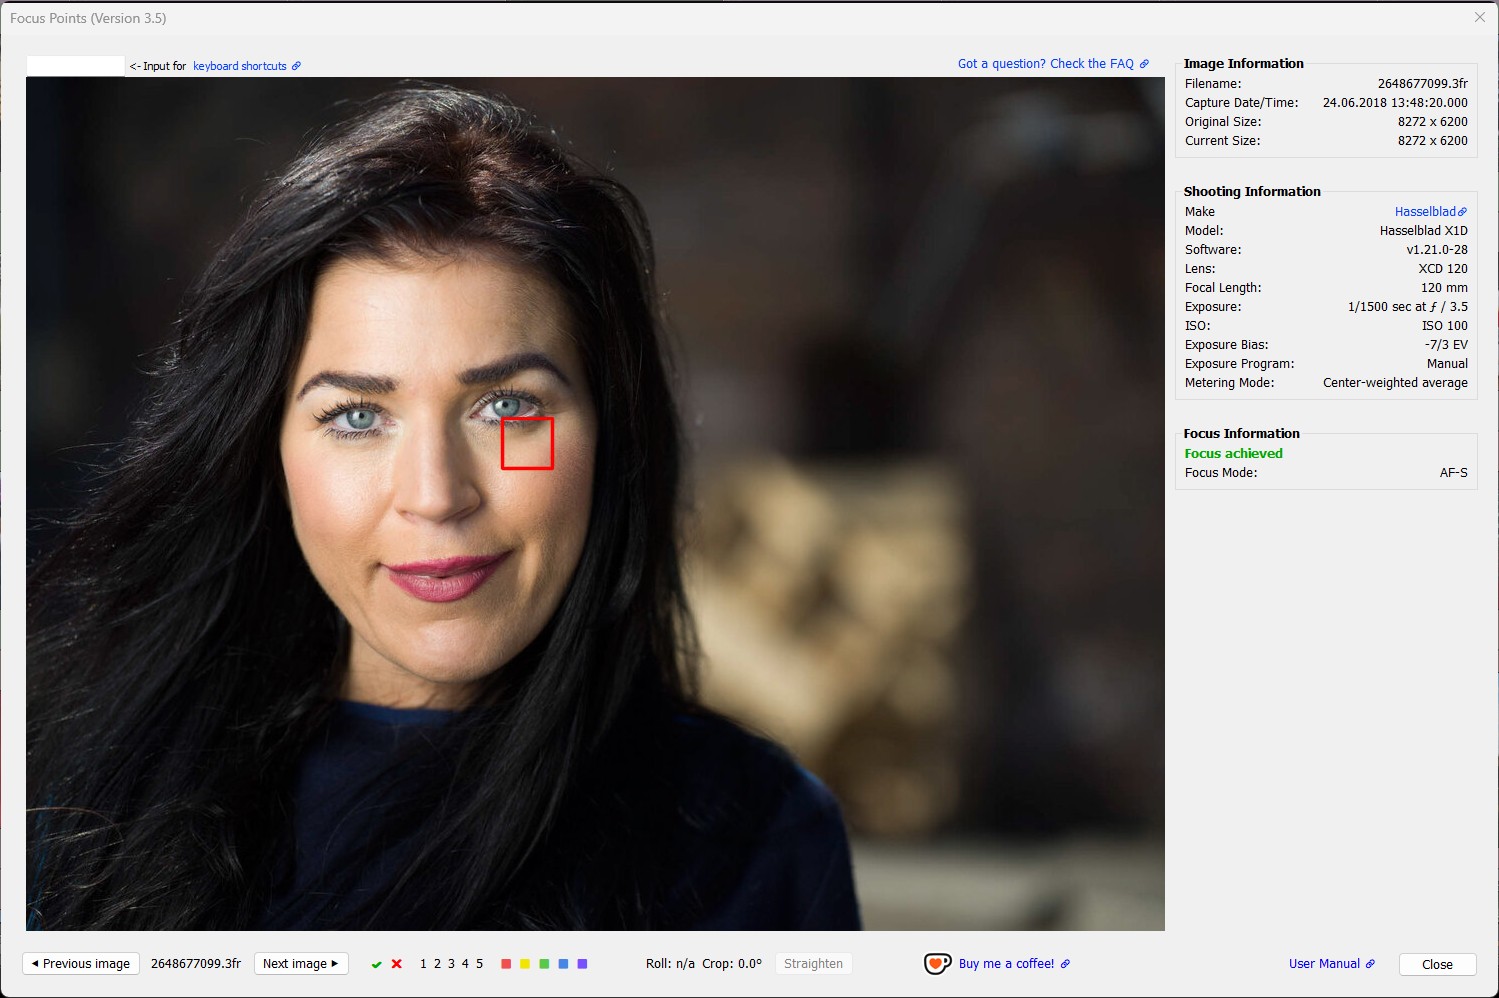 Focus Points (Version 3.5)
<- Input for keyboard shortcuts
Got a question? Check the FAQ
Image Information
Filename: 2648677099.3fr
Capture Date/Time: 24.06.2018 13:48:20.000
Original Size: 8272 x 6200
Current Size: 8272 x 6200
Shooting Information
Make Hasselblad
Model: Hasselblad X1D
Software: v1.21.0-28
Lens: XCD 120
Focal Length: 120 mm
Exposure: 1/1500 sec at ƒ / 3.5
ISO: ISO 100
Exposure Bias: -7/3 EV
Exposure Program: Manual
Metering Mode: Center-weighted average
Focus Information
Focus achieved
Focus Mode: AF-S
Previous image 2648677099.3fr Next image 1 2 3 4 5 Roll: n/a Crop: 0.0° Straighten Buy me a coffee! User Manual Close